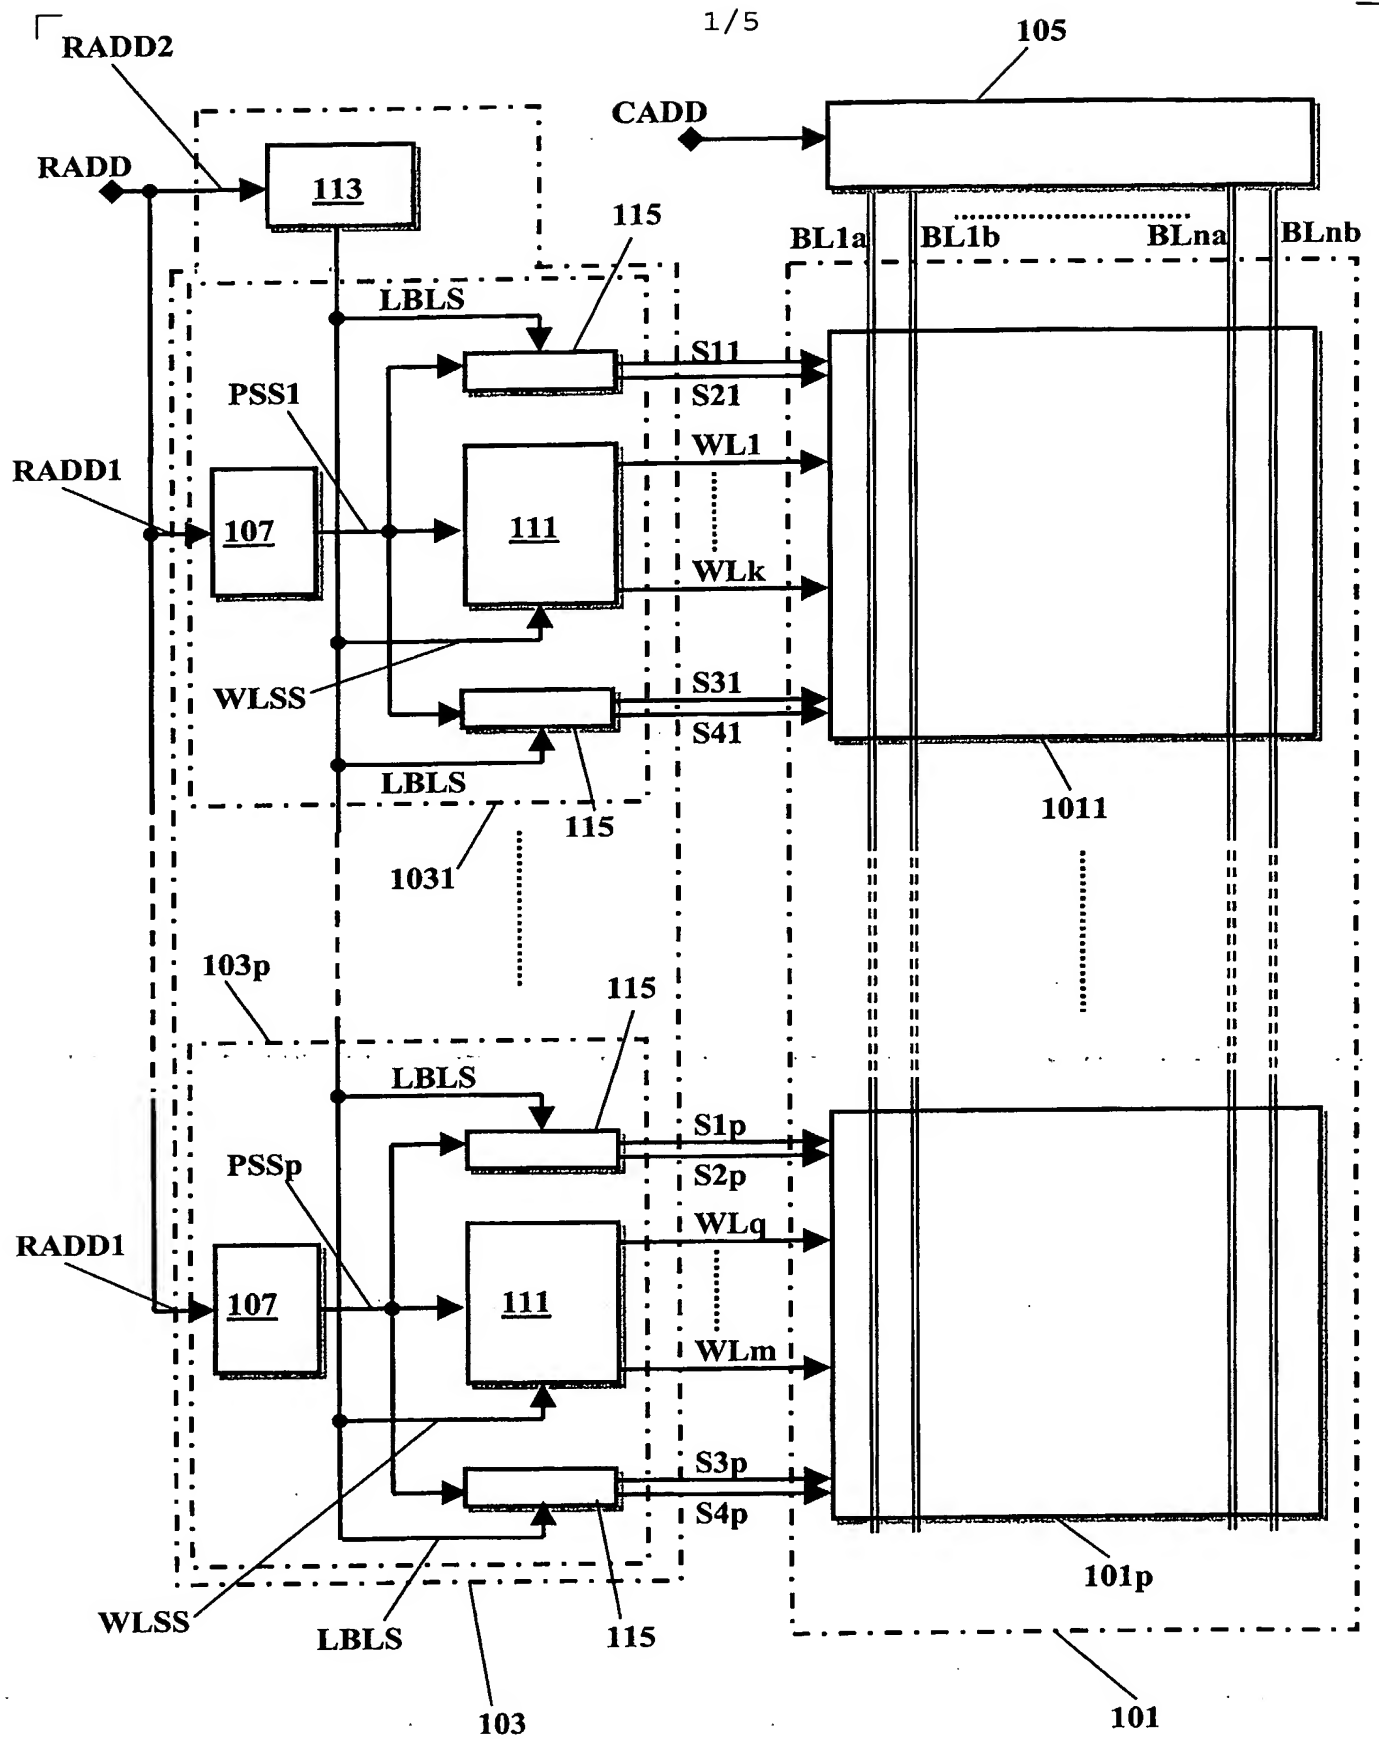 1/5
RADD2
105
CADD
RADD
113
115
BL1a
BL1b
BLna
BLnb
LBLS
S11
S21
PSS1
WL1
RADD1
107
111
WLk
WLSS
S31
S41
LBLS
1011
115
1031
103p
115
LBLS
S1p
S2p
PSSp
WLq
RADD1
107
111
WLm
S3p
S4p
101p
WLSS
LBLS
115
103
101